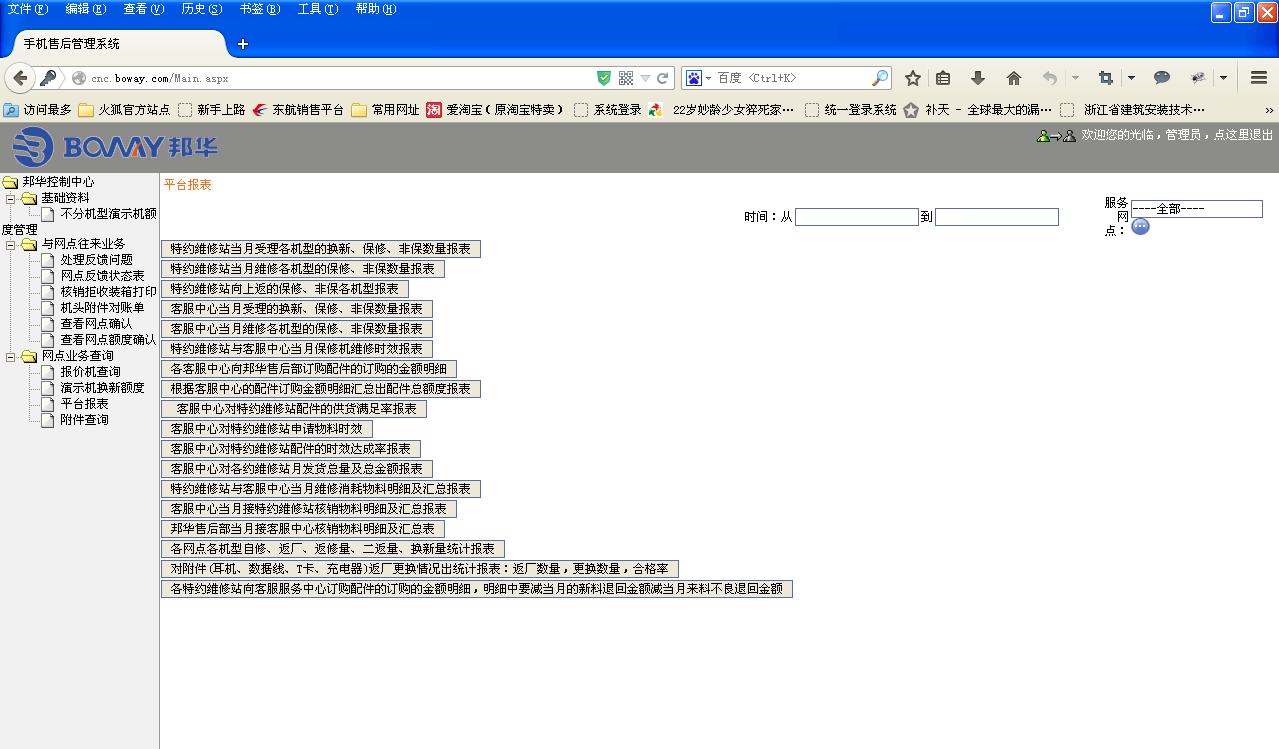 文件(F) 编辑(E) 查看(V) 历史(S) 书签(B) 工具(T) 帮助(H)
手机售后管理系统
cnc.boway.com/Main.aspx 百度 <Ctrl+K>
访问最多 火狐官方站点 新手上路 东航销售平台 常用网址 淘 爱淘宝(原淘宝特卖) 系统登录 22岁妙龄少女猝死家… 统一登录系统 补天 - 全球最大的漏… 浙江省建筑安装技术… »
BOWAY 邦华
欢迎您的光临,管理员,点这里退出
邦华控制中心
基础资料
不分机型演示机额
度管理
与网点往来业务
处理反馈问题
网点反馈状态表
核销拒收装箱打印
机头附件对账单
查看网点确认
查看网点额度确认
网点业务查询
报价机查询
演示机换新额度
平台报表
附件查询
平台报表
时间:从 到
服务
网
点:
----全部----
特约维修站当月受理各机型的换新、保修、非保数量报表
特约维修站当月维修各机型的保修、非保数量报表
特约维修站向上返的保修、非保各机型报表
客服中心当月受理的换新、保修、非保数量报表
客服中心当月维修各机型的保修、非保数量报表
特约维修站与客服中心当月保修机维修时效报表
各客服中心向邦华售后部订购配件的订购的金额明细
根据客服中心的配件订购金额明细汇总出配件总额度报表
客服中心对特约维修站配件的供货满足率报表
客服中心对特约维修站申请物料时效
客服中心对特约维修站配件的时效达成率报表
客服中心对各约维修站月发货总量及总金额报表
特约维修站与客服中心当月维修消耗物料明细及汇总报表
客服中心当月接特约维修站核销物料明细及汇总报表
邦华售后部当月接客服中心核销物料明细及汇总表
各网点各机型自修、返厂、返修量、二返量、换新量统计报表
对附件(耳机、数据线、T卡、充电器)返厂更换情况出统计报表:返厂数量,更换数量,合格率
各特约维修站向客服服务中心订购配件的订购的金额明细,明细中要减当月的新料退回金额减当月来料不良退回金额